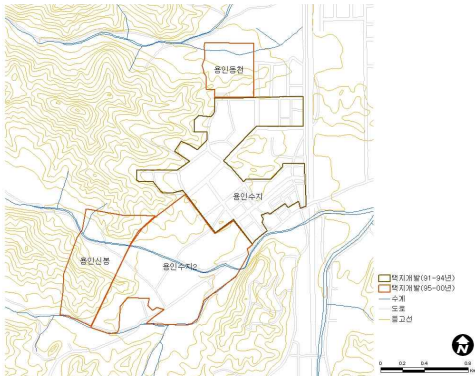 용인동천
용인수지
용인신봉
용인수지2
택지개발(91-94년)
택지개발(95-00년)
수계
도로
등고선
N
0 0.2 0.4 0.8